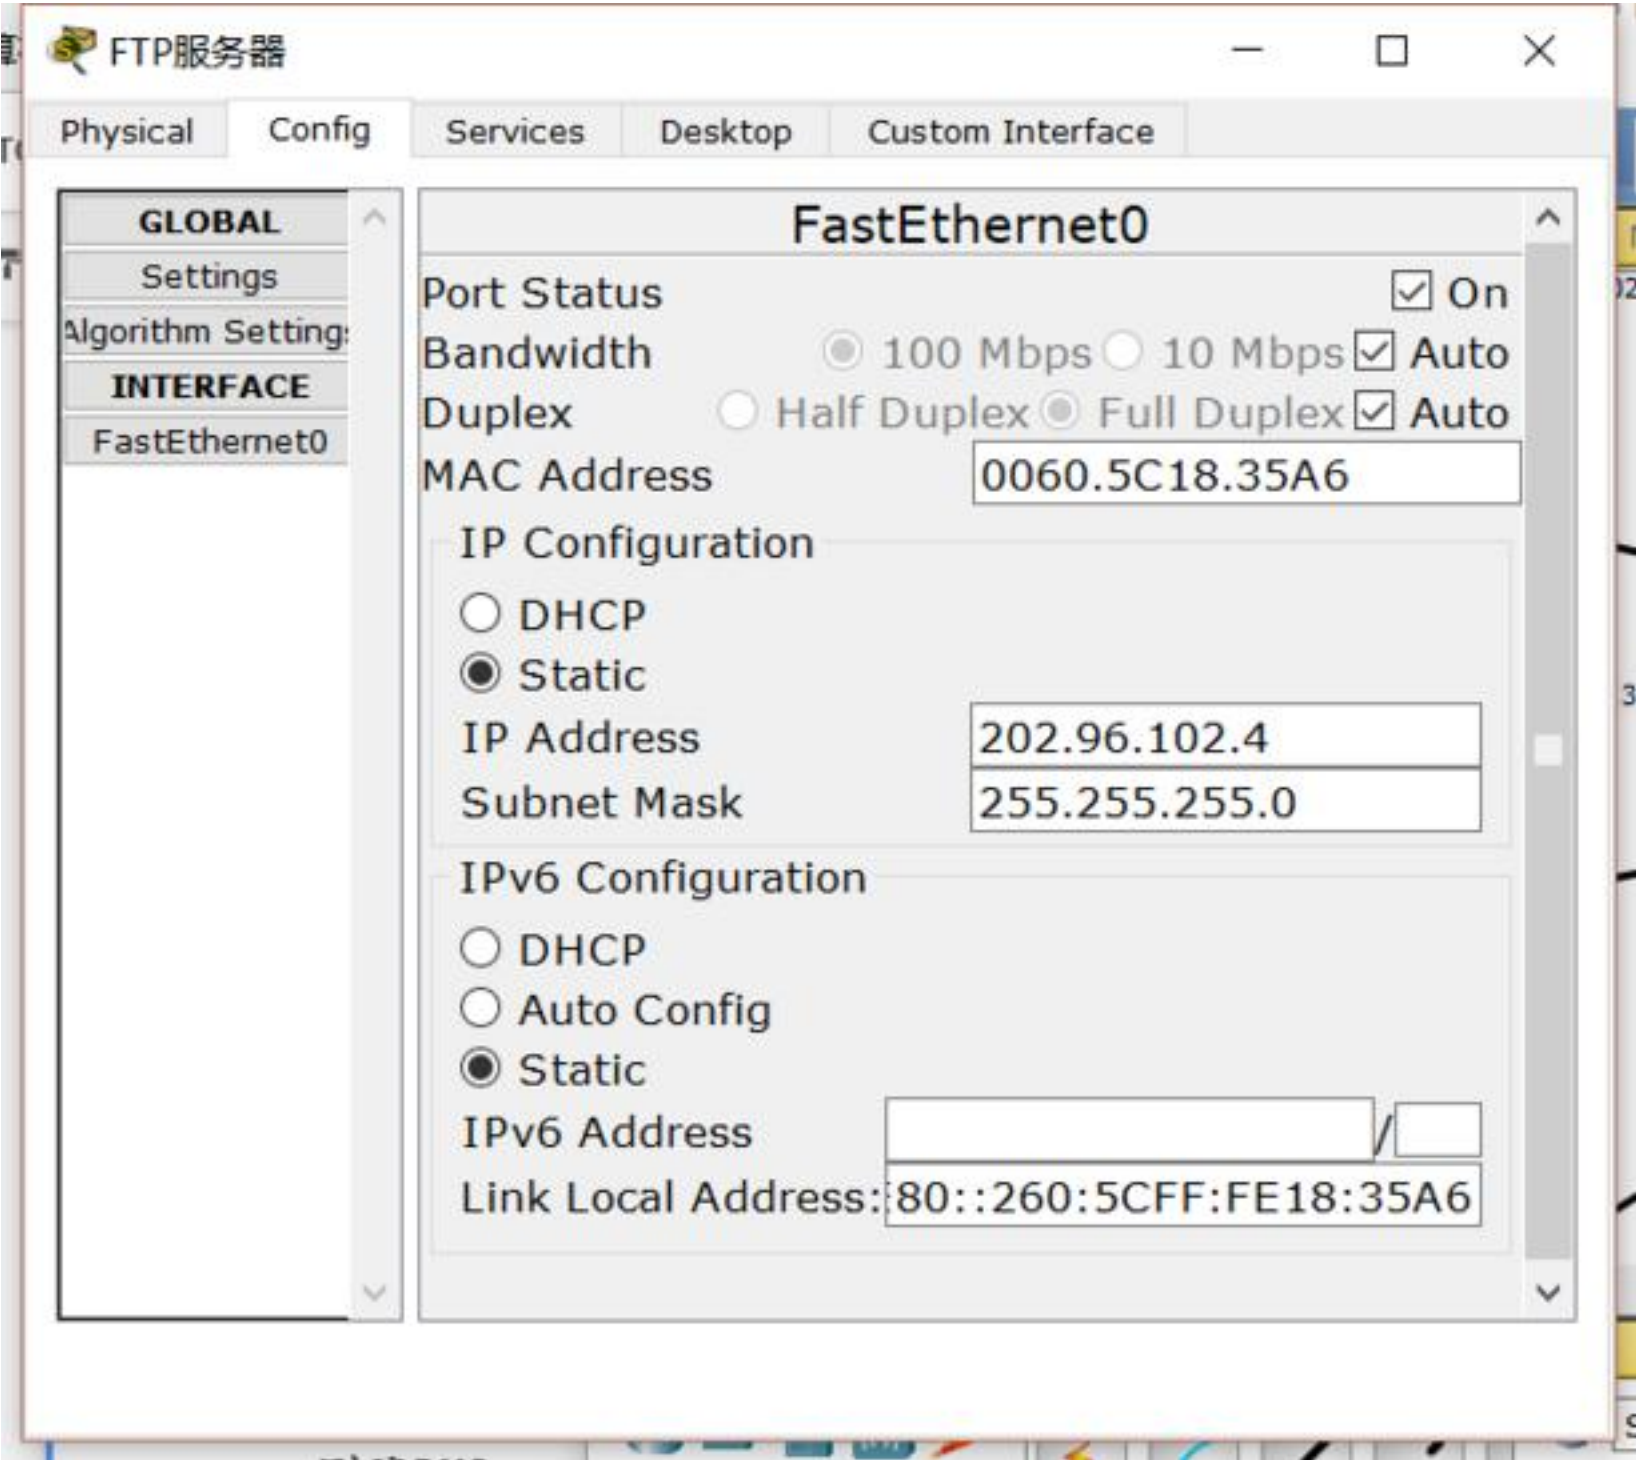 FTP服务器
Physical Config Services Desktop Custom Interface
GLOBAL
Settings
Algorithm Settings
INTERFACE
FastEthernet0
FastEthernet0
Port Status On
Bandwidth 100 Mbps 10 Mbps Auto
Duplex Half Duplex Full Duplex Auto
MAC Address 0060.5C18.35A6
IP Configuration
DHCP
Static
IP Address 202.96.102.4
Subnet Mask 255.255.255.0
IPv6 Configuration
DHCP
Auto Config
Static
IPv6 Address /
Link Local Address: 80::260:5CFF:FE18:35A6